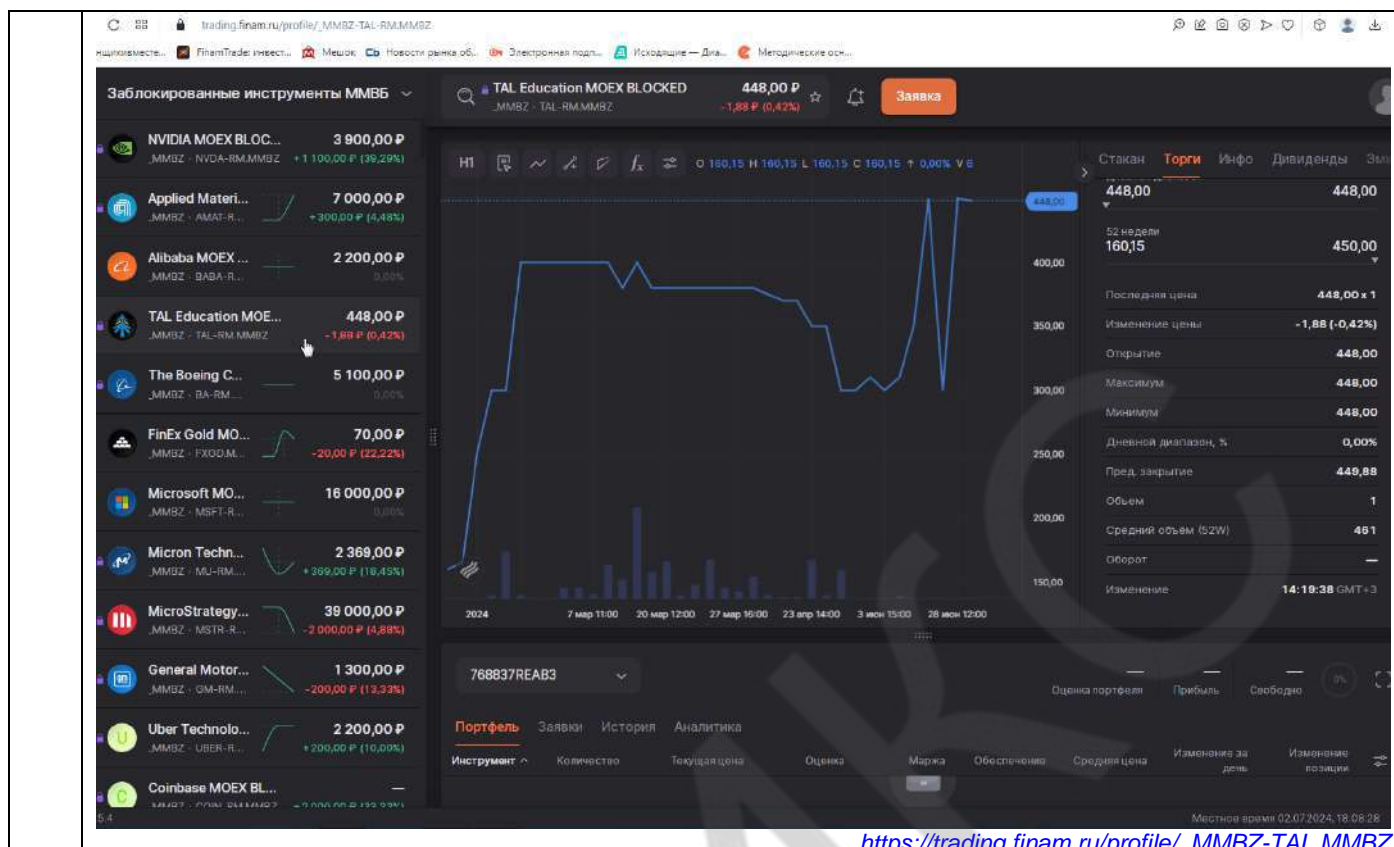 trading.finam.ru/profile/_MMBZ-TAL-RM.MMBZ
FinamTrade: инвест... Мешок Новости рынка об... Электронная подп... Исходящие — Диа... Методические осн...
Заблокированные инструменты ММВБ
TAL Education MOEX BLOCKED 448,00 ₽
_MMBZ - TAL-RM.MMBZ -1,88 ₽ (0,42%)
Заявка
NVIDIA MOEX BLOC... 3 900,00 ₽
_MMBZ - NVDA-RM.MMBZ +1 100,00 ₽ (39,29%)
Applied Materi... 7 000,00 ₽
_MMBZ - AMAT-R... +300,00 ₽ (4,48%)
Alibaba MOEX ... 2 200,00 ₽
_MMBZ - BABA-R... 0,00%
TAL Education MOE... 448,00 ₽
_MMBZ - TAL-RM.MMBZ -1,88 ₽ (0,42%)
The Boeing C... 5 100,00 ₽
_MMBZ - BA-RM.... 0,00%
FinEx Gold MO... 70,00 ₽
_MMBZ - FXGD.M... -20,00 ₽ (22,22%)
Microsoft MO... 16 000,00 ₽
_MMBZ - MSFT-R... 0,00%
Micron Techn... 2 369,00 ₽
_MMBZ - MU-RM.... +369,00 ₽ (18,45%)
MicroStrategy... 39 000,00 ₽
_MMBZ - MSTR-R... -2 000,00 ₽ (4,88%)
General Motor... 1 300,00 ₽
_MMBZ - GM-RM.... -200,00 ₽ (13,33%)
Uber Technolo... 2 200,00 ₽
_MMBZ - UBER-R... +200,00 ₽ (10,00%)
Coinbase MOEX BL... —
H1 O 160,15 H 160,15 L 160,15 C 160,15 0,00% V 6
448,00
400,00
350,00
300,00
250,00
200,00
150,00
2024 7 мар 11:00 20 мар 12:00 27 мар 16:00 23 апр 14:00 3 июн 15:00 28 июн 12:00
Стакан Торги Инфо Дивиденды
448,00 448,00
52 недели
160,15 450,00
Последняя цена 448,00 x 1
Изменение цены -1,88 (-0,42%)
Открытие 448,00
Максимум 448,00
Минимум 448,00
Дневной диапазон, % 0,00%
Пред. закрытие 449,88
Объем 1
Средний объем (52W) 461
Оборот —
Изменение 14:19:38 GMT+3
768837REAB3
Оценка портфеля Прибыль Свободно 0%
Портфель Заявки История Аналитика
Инструмент Количество Текущая цена Оценка Маржа Обеспечение Средняя цена Изменение за день Изменение позиции
5.4
Местное время 02.07.2024, 18:08:28
https://trading.finam.ru/profile/_MMBZ-TAL.MMBZ